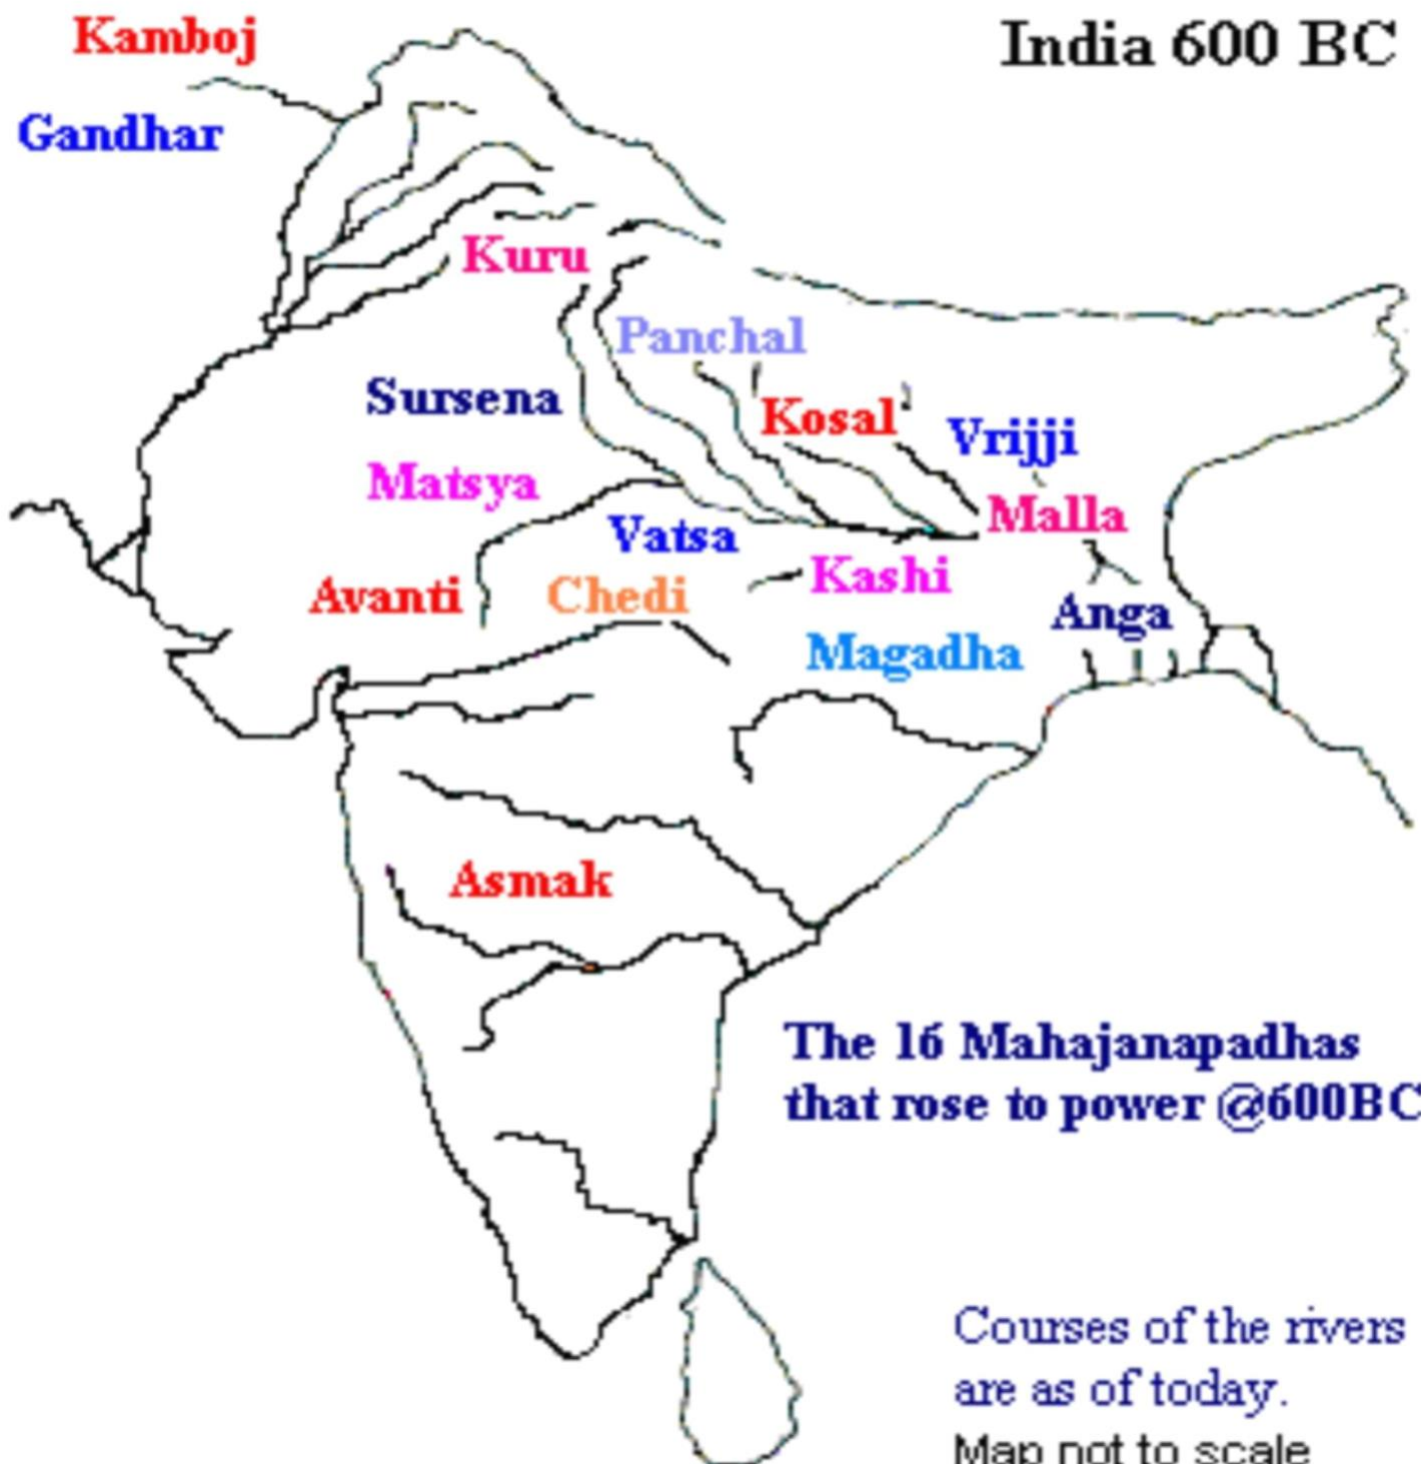 India 600 BC
Kamboj
Gandhar
Kuru
Panchal
Sursena
Kosal
Vrijji
Matsya
Malla
Vatsa
Kashi
Avanti
Chedi
Anga
Magadha
Asmak
The 16 Mahajanapadhas
that rose to power @600BC
Courses of the rivers
are as of today.
Map not to scale